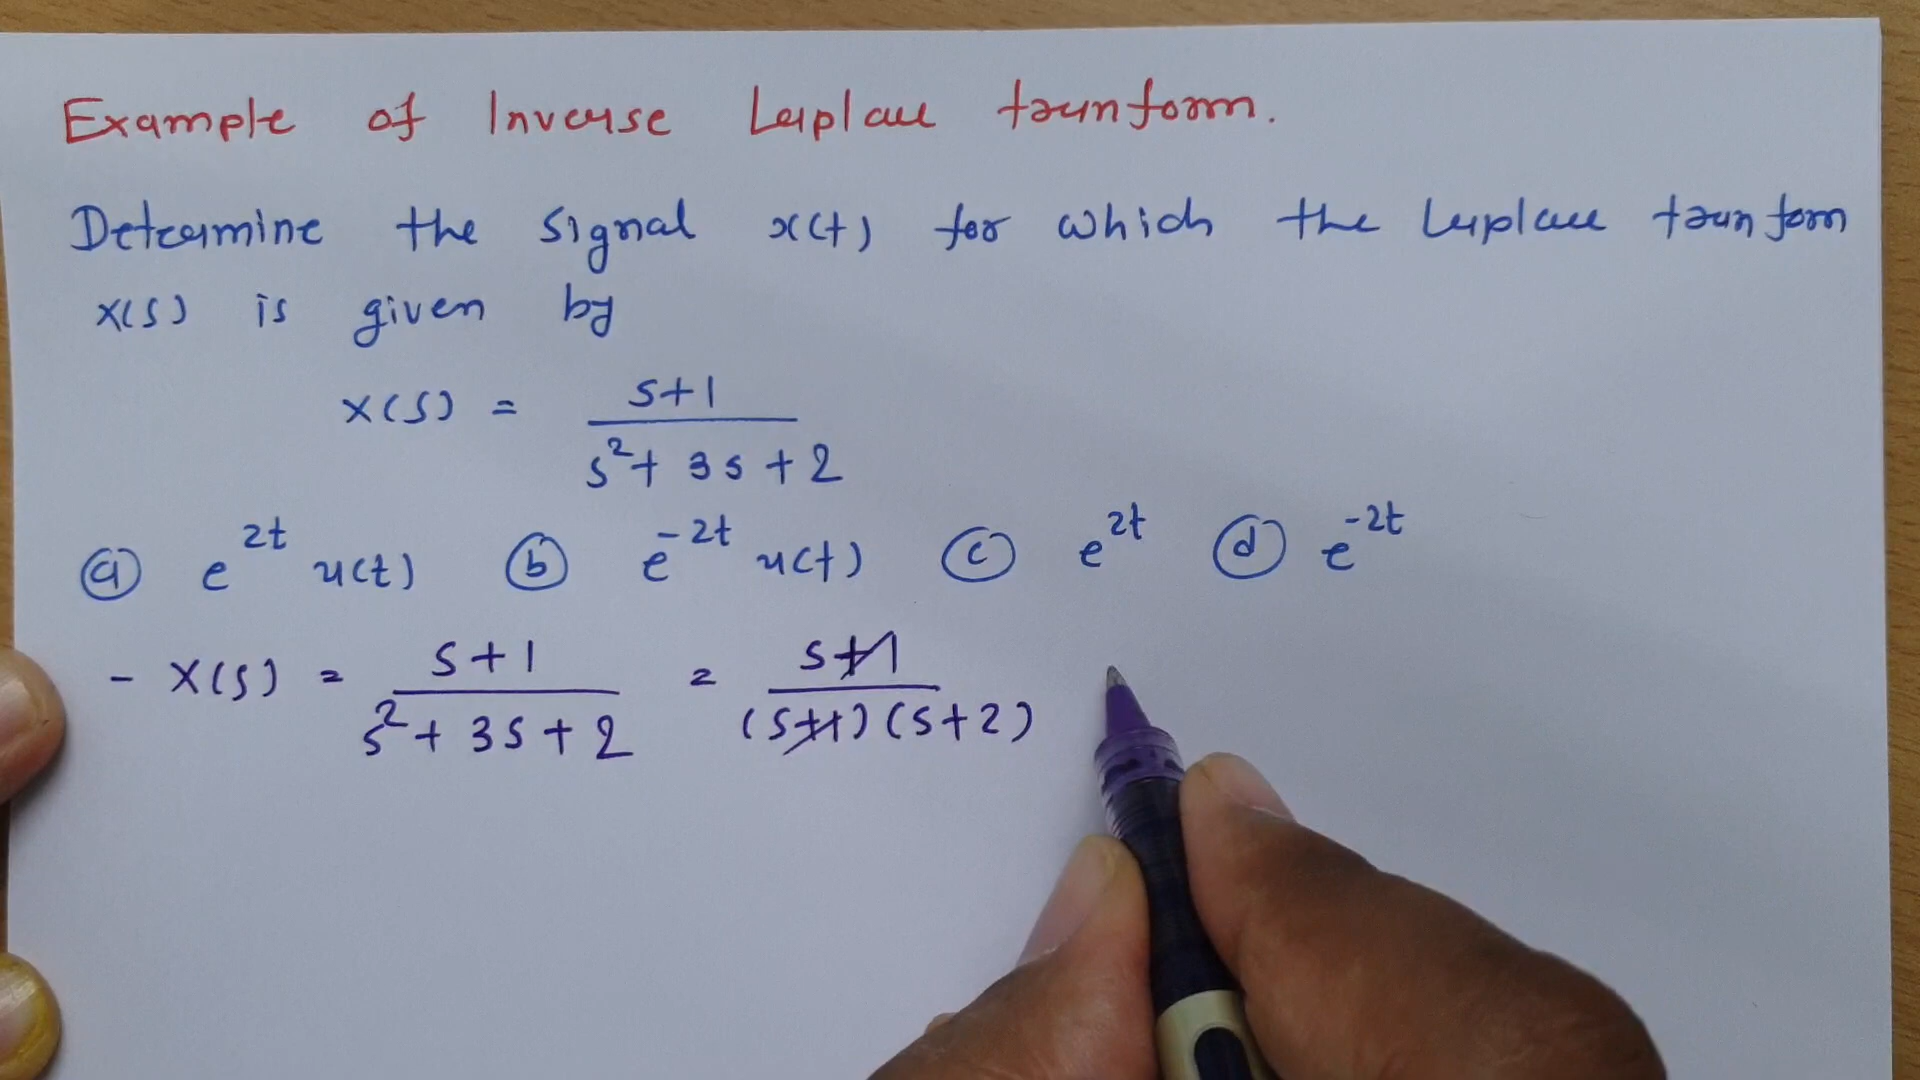 Example of Inverse Laplace transform.
Determine the signal x(t) for which the Laplace transform
X(s) is given by
X(s) = s+1 / s²+3s+2
ⓐ e^2t u(t) ⓑ e^-2t u(t) ⓒ e^2t ⓓ e^-2t
- X(s) = s+1 / s²+3s+2 = s+1 / (s+1)(s+2)